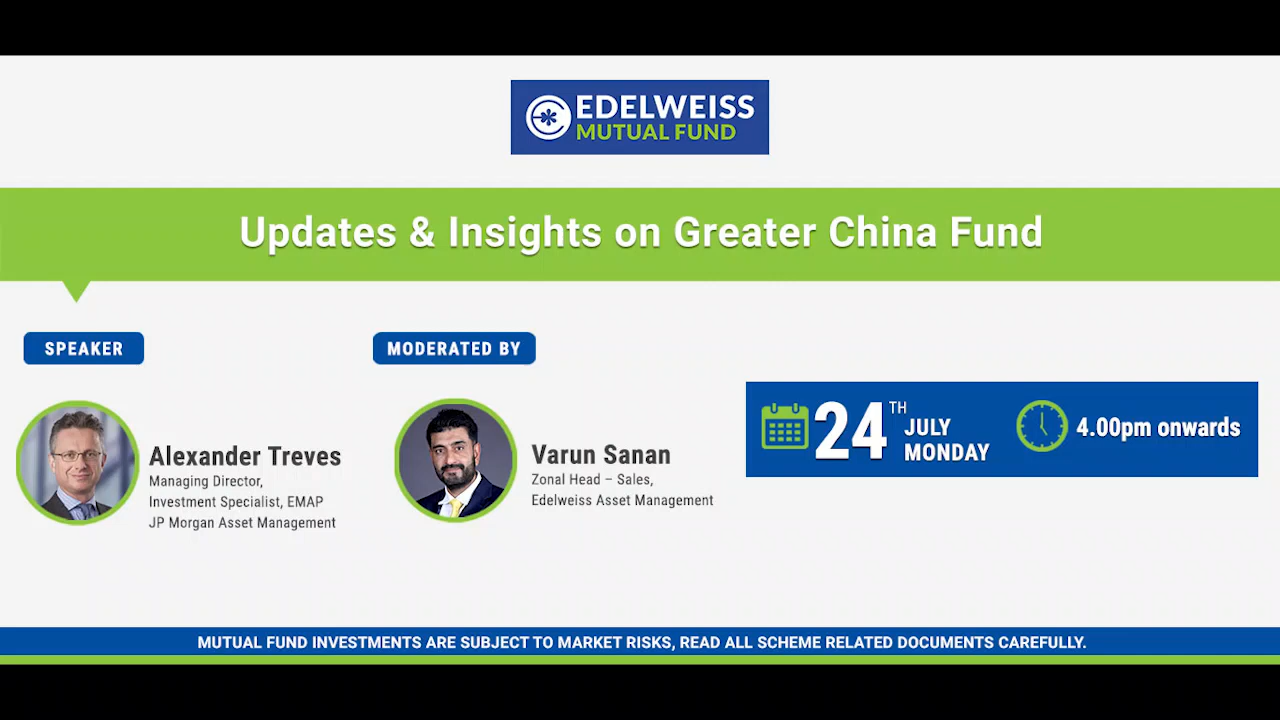 EDELWEISS
MUTUAL FUND
Updates & Insights on Greater China Fund
SPEAKER
Alexander Treves
Managing Director,
Investment Specialist, EMAP
JP Morgan Asset Management
MODERATED BY
Varun Sanan
Zonal Head – Sales,
Edelweiss Asset Management
24TH JULY
MONDAY
4.00pm onwards
MUTUAL FUND INVESTMENTS ARE SUBJECT TO MARKET RISKS, READ ALL SCHEME RELATED DOCUMENTS CAREFULLY.